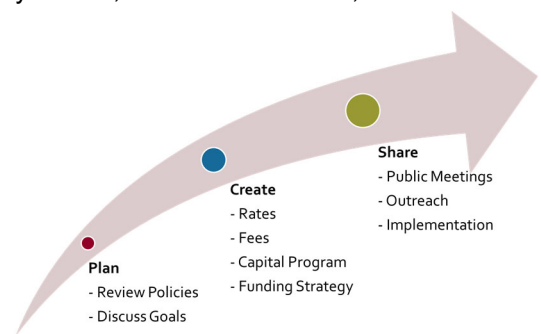 Plan
- Review Policies
- Discuss Goals
Create
- Rates
- Fees
- Capital Program
- Funding Strategy
Share
- Public Meetings
- Outreach
- Implementation